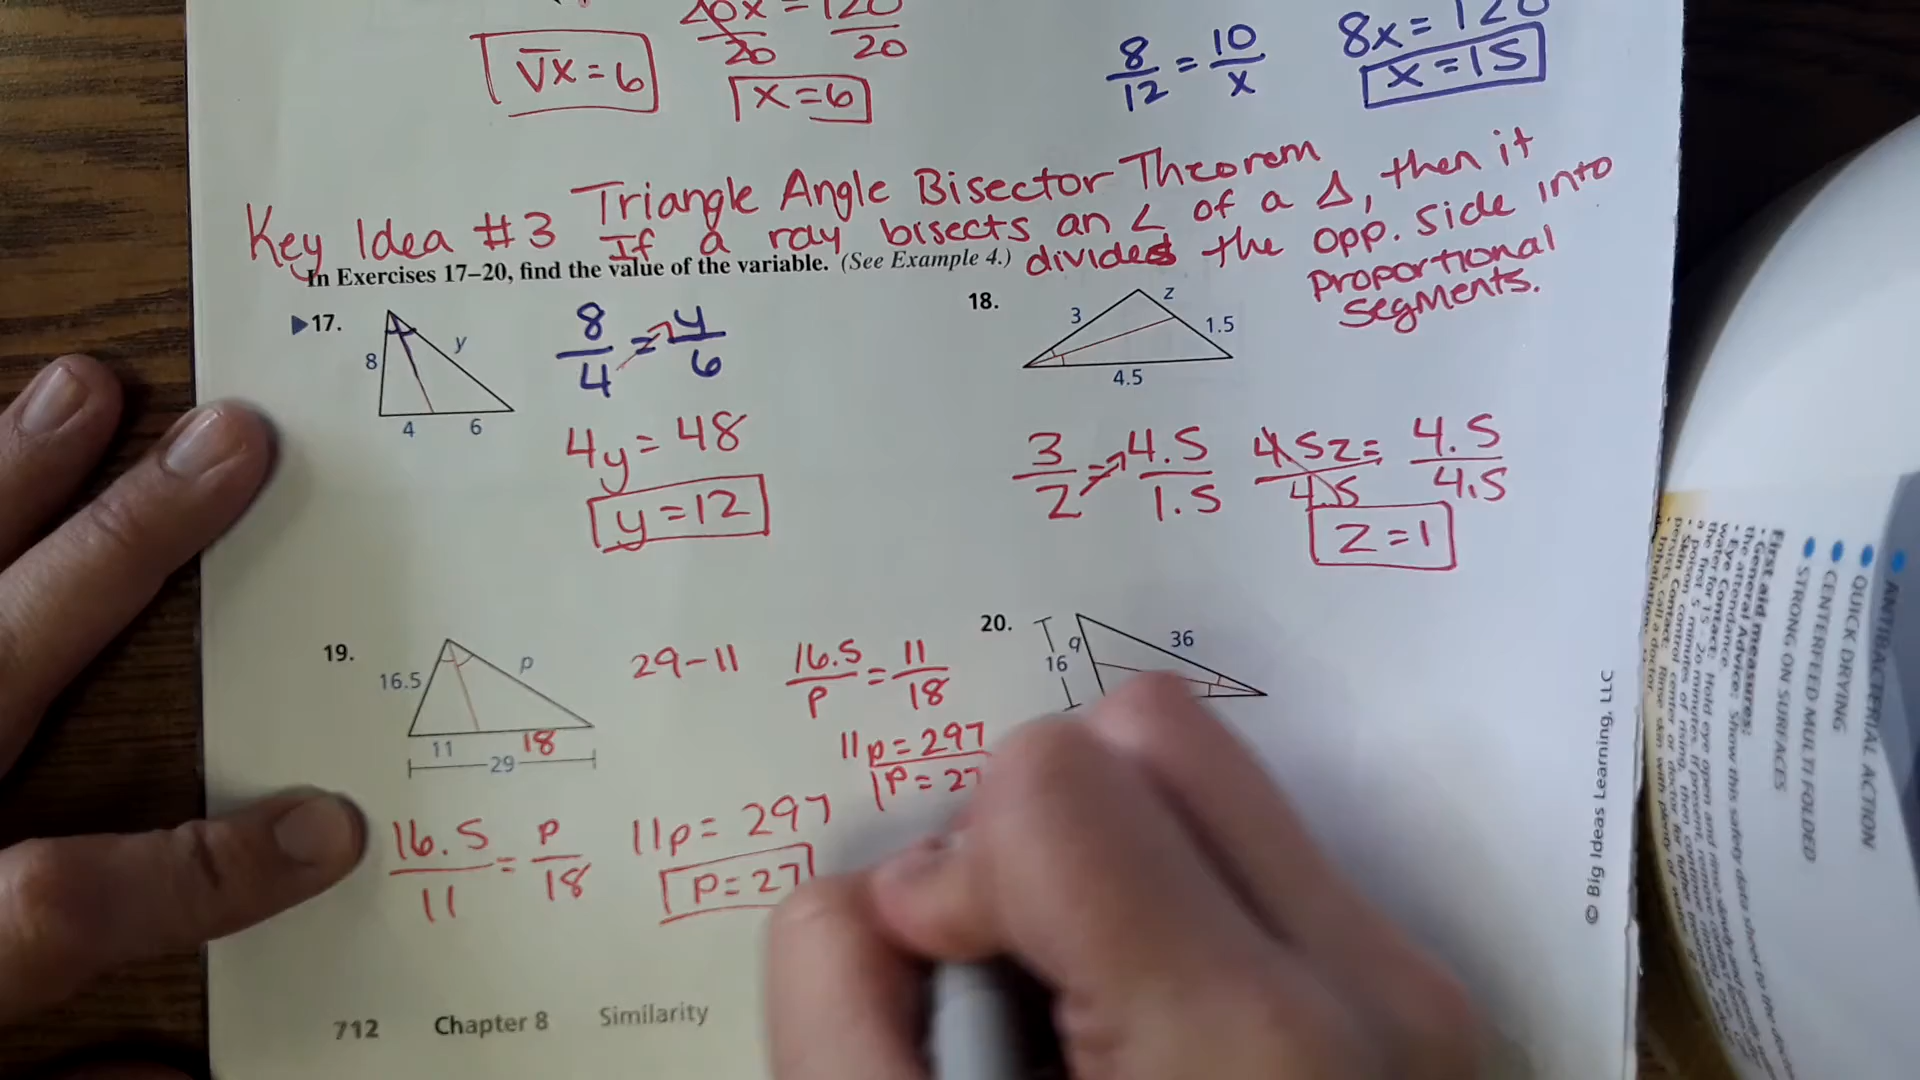 20x = 120
20 20
√x = 6
x = 6
8/12 = 10/x
8x = 120
x = 15
Key Idea #3 Triangle Angle Bisector Theorem
If a ray bisects an ∠ of a Δ, then it
divides the opp. side into
proportional
segments.
In Exercises 17–20, find the value of the variable. (See Example 4.)
17.
8
y
4 6
8/4 = y/6
4y = 48
y = 12
18.
3
z
1.5
4.5
3/z = 4.5/1.5
4.5z = 4.5
4.5 4.5
z = 1
19.
16.5
p
11 18
29
29 - 11
16.5/p = 11/18
11p = 297
p = 27
16.5/11 = p/18
11p = 297
p = 27
20.
q
16
36
712 Chapter 8 Similarity
© Big Ideas Learning, LLC
ANTIBACTERIAL ACTION
QUICK DRYING
CENTERFEED MULTI FOLDED
STRONG ON SURFACES
First aid measures: